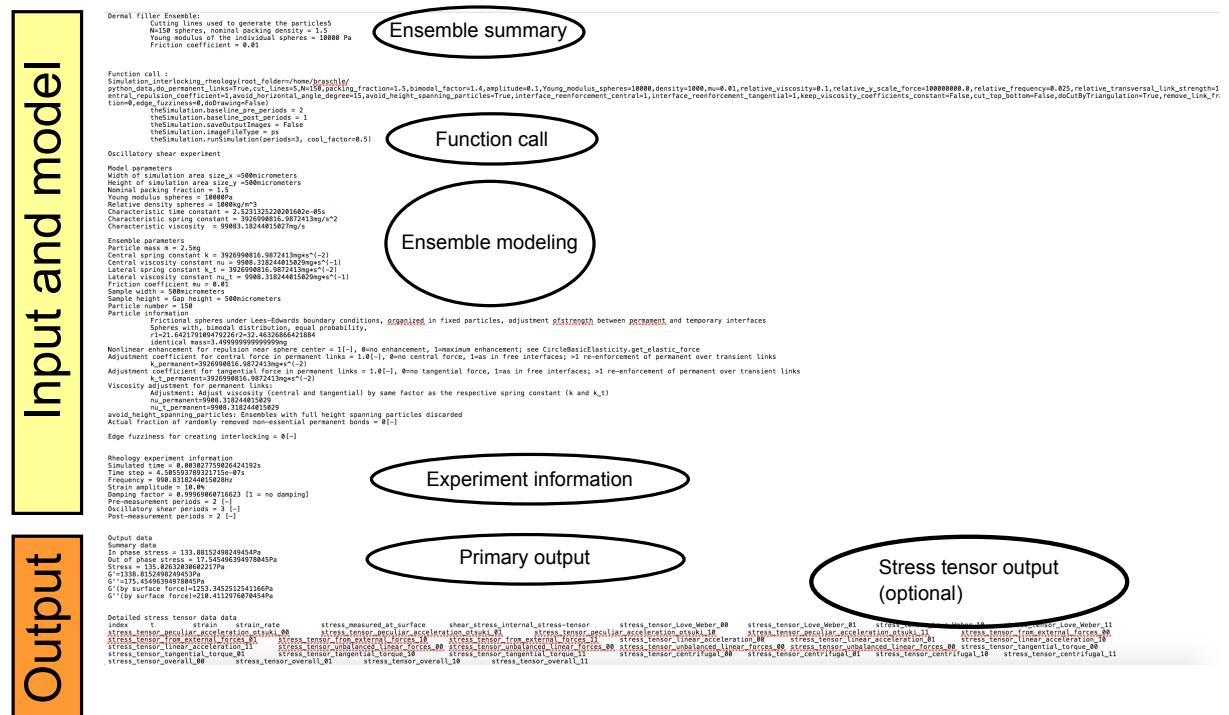 Input and model
Dermal filler Ensemble:
Cutting lines used to generate the particles5
N=150 spheres, nominal packing density = 1.5
Young modulus of the individual spheres = 10000 Pa
Friction coefficient = 0.01
Ensemble summary
Function call :
Simulation_interlocking_rheology(root_folder=/home/braschle/
python_data,do_permanent_links=True,cut_lines=5,N=150,packing_fraction=1.5,bimodal_factor=1.4,amplitude=0.1,Young_modulus_spheres=10000,density=1000,mu=0.01,relative_viscosity=0.1,relative_y_scale_force=100000000.0,relative_frequency=0.025,relative_transversal_link_strength=1
entral_repulsion_coefficient=1,avoid_horizontal_angle_degree=15,avoid_height_spanning_particles=True,interface_reenforcement_central=1,interface_reenforcement_tangential=1,keep_viscosity_coefficients_constant=False,cut_top_bottom=False,doCutByTriangulation=True,remove_link_fra
tion=0,edge_fuzziness=0,doDrawing=False)
theSimulation.baseline_pre_periods = 2
theSimulation.baseline_post_periods = 1
theSimulation.saveOutputImages = False
theSimulation.imageFileType = ps
theSimulation.runSimulation(periods=3, cool_factor=0.5)
Function call
Oscillatory shear experiment
Model parameters
Width of simulation area size_x =500micrometers
Height of simulation area size_y =500micrometers
Nominal packing fraction = 1.5
Young modulus spheres = 10000Pa
Relative density spheres = 1000kg/m^3
Characteristic time constant = 2.5231325220201602e-05s
Characteristic spring constant = 3926990816.9872413mg/s^2
Characteristic viscosity  = 99083.18244015027mg/s
Ensemble modeling
Ensemble parameters
Particle mass m = 2.5mg
Central spring constant k = 3926990816.9872413mg*s^(-2)
Central viscosity constant nu = 9908.318244015029mg*s^(-1)
Lateral spring constant k_t = 3926990816.9872413mg*s^(-2)
Lateral viscosity constant nu_t = 9908.318244015029mg*s^(-1)
Friction coefficient mu = 0.01
Sample width = 500micrometers
Sample height = Gap height = 500micrometers
Particle number = 150
Particle information
Frictional spheres under Lees-Edwards boundary conditions, organized in fixed particles, adjustment ofstrength between permament and temporary interfaces
Spheres with, bimodal distribution, equal probability,
r1=21.642179109479226r2=32.46326866421884
identical mass=3.499999999999999mg
Nonlinear enhancement for repulsion near sphere center = 1[-], 0=no enhancement, 1=maximum enhancement; see CircleBasicElasticity.get_elastic_force
Adjustment coefficient for central force in permanent links = 1.0[-], 0=no central force, 1=as in free interfaces; >1 re-enforcement of permanent over transient links
k_permanent=3926990816.9872413mg*s^(-2)
Adjustment coefficient for tangential force in permanent links = 1.0[-], 0=no tangential force, 1=as in free interfaces; >1 re-enforcement of permanent over transient links
k_t_permanent=3926990816.9872413mg*s^(-2)
Viscosity adjustment for permanent links:
Adjustment: Adjust viscosity (central and tangential) by same factor as the respective spring constant (k and k_t)
nu_permanent=9908.318244015029
nu_t_permanent=9908.318244015029
avoid_height_spanning_particles: Ensembles with full height spanning particles discarded
Actual fraction of randomly removed non-essential permanent bonds = 0[-]
Edge fuzziness for creating interlocking = 0[-]
Rheology experiment information
Simulated time = 0.003027759026424192s
Time step = 4.505593789321715e-07s
Frequency = 990.8318244015028Hz
Strain amplitude = 10.0%
Damping factor = 0.99969060716623 [1 = no damping]
Pre-measurement periods = 2 [-]
Oscillatory shear periods = 3 [-]
Post-measurement periods = 2 [-]
Experiment information
Output
Output data
Summary data
In phase stress = 133.88152498249454Pa
Out of phase stress = 17.545496394978045Pa
Stress = 135.02632030602217Pa
G'=1338.8152498249453Pa
G''=175.45496394978045Pa
G'(by surface force)=1253.3452512541166Pa
G''(by surface force)=210.4112976070454Pa
Primary output
Stress tensor output
(optional)
Detailed stress tensor data data
index t strain strain_rate stress_measured_at_surface shear_stress_internal_stress-tensor stress_tensor_Love_Weber_00 stress_tensor_Love_Weber_01 stress_tensor_Love_Weber_10 stress_tensor_Love_Weber_11
stress_tensor_peculiar_acceleration_otsuki_00 stress_tensor_peculiar_acceleration_otsuki_01 stress_tensor_peculiar_acceleration_otsuki_10 stress_tensor_peculiar_acceleration_otsuki_11 stress_tensor_from_external_forces_00
stress_tensor_from_external_forces_01 stress_tensor_from_external_forces_10 stress_tensor_from_external_forces_11 stress_tensor_linear_acceleration_00 stress_tensor_linear_acceleration_01 stress_tensor_linear_acceleration_10
stress_tensor_linear_acceleration_11 stress_tensor_unbalanced_linear_forces_00 stress_tensor_unbalanced_linear_forces_00 stress_tensor_unbalanced_linear_forces_00 stress_tensor_unbalanced_linear_forces_00 stress_tensor_tangential_torque_00
stress_tensor_tangential_torque_01 stress_tensor_tangential_torque_10 stress_tensor_tangential_torque_11 stress_tensor_centrifugal_00 stress_tensor_centrifugal_01 stress_tensor_centrifugal_10 stress_tensor_centrifugal_11
stress_tensor_overall_00 stress_tensor_overall_01 stress_tensor_overall_10 stress_tensor_overall_11